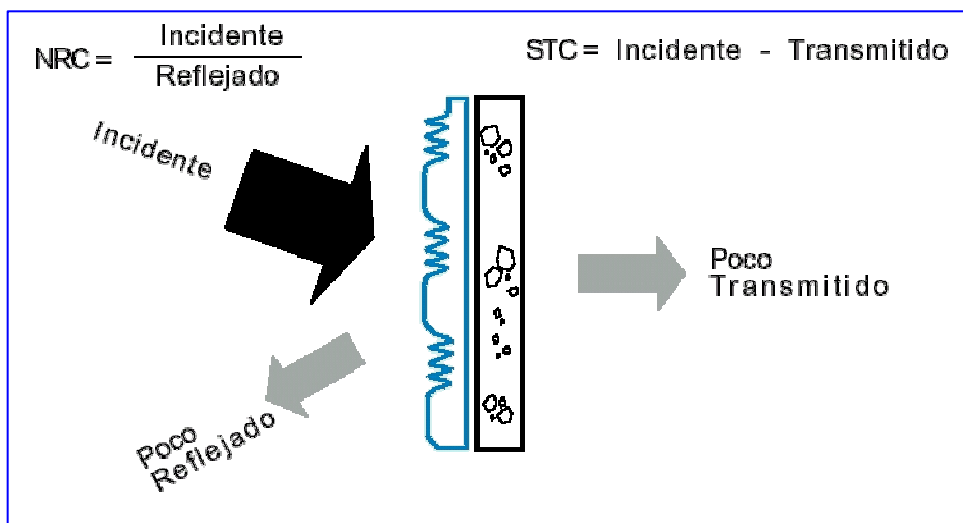 NRC = Incidente
Reflejado
STC = Incidente - Transmitido
Incidente
Poco
Transmitido
Poco
Reflejado